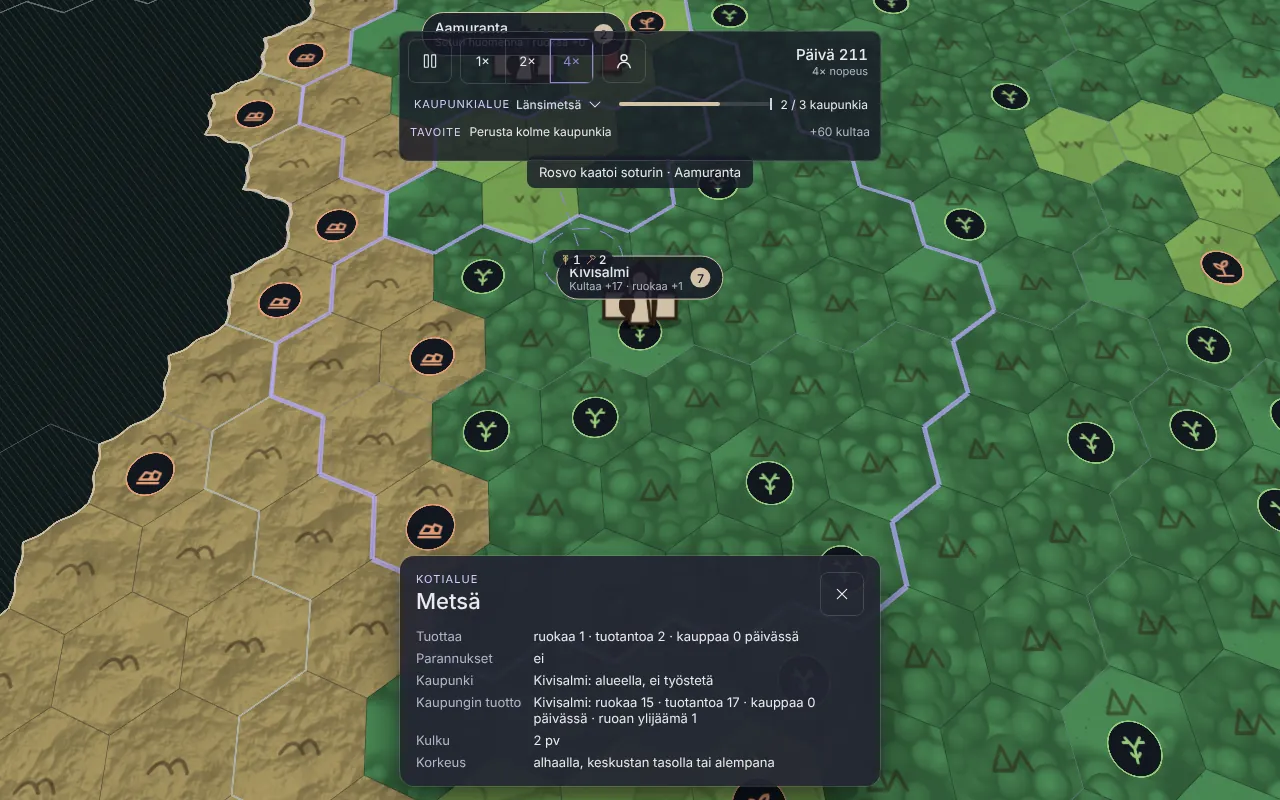 Aamuranta
2
1× 2× 4×
Päivä 211
4× nopeus
KAUPUNKIALUE Länsimetsä 2 / 3 kaupunkia
TAVOITE Perusta kolme kaupunkia +60 kultaa
Rosvo kaatoi soturin · Aamuranta
1 2
Kivisalmi
Kultaa +17 · ruokaa +1
7
KOTIALUE
Metsä
Tuottaa ruokaa 1 · tuotantoa 2 · kauppaa 0 päivässä
Parannukset ei
Kaupunki Kivisalmi: alueella, ei työstetä
Kaupungin tuotto Kivisalmi: ruokaa 15 · tuotantoa 17 · kauppaa 0
päivässä · ruoan ylijäämä 1
Kulku 2 pv
Korkeus alhaalla, keskustan tasolla tai alempana